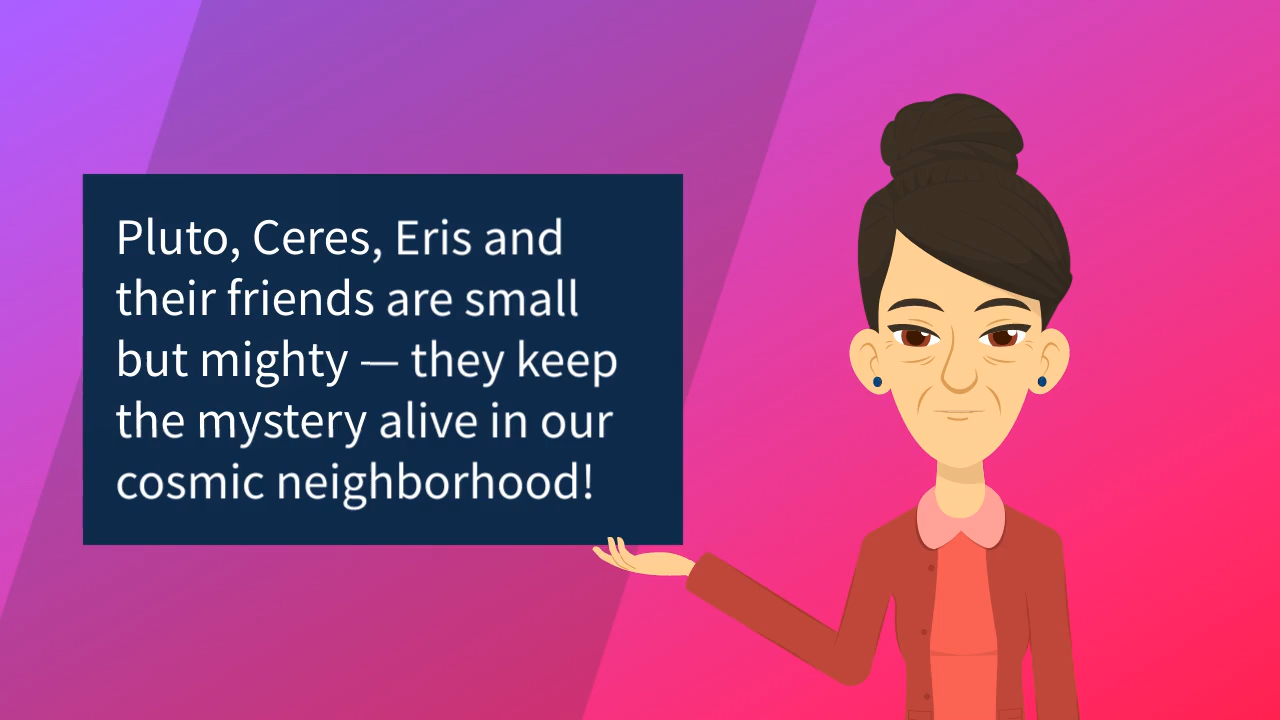 Pluto, Ceres, Eris and
their friends are small
but mighty — they keep
the mystery alive in our
cosmic neighborhood!